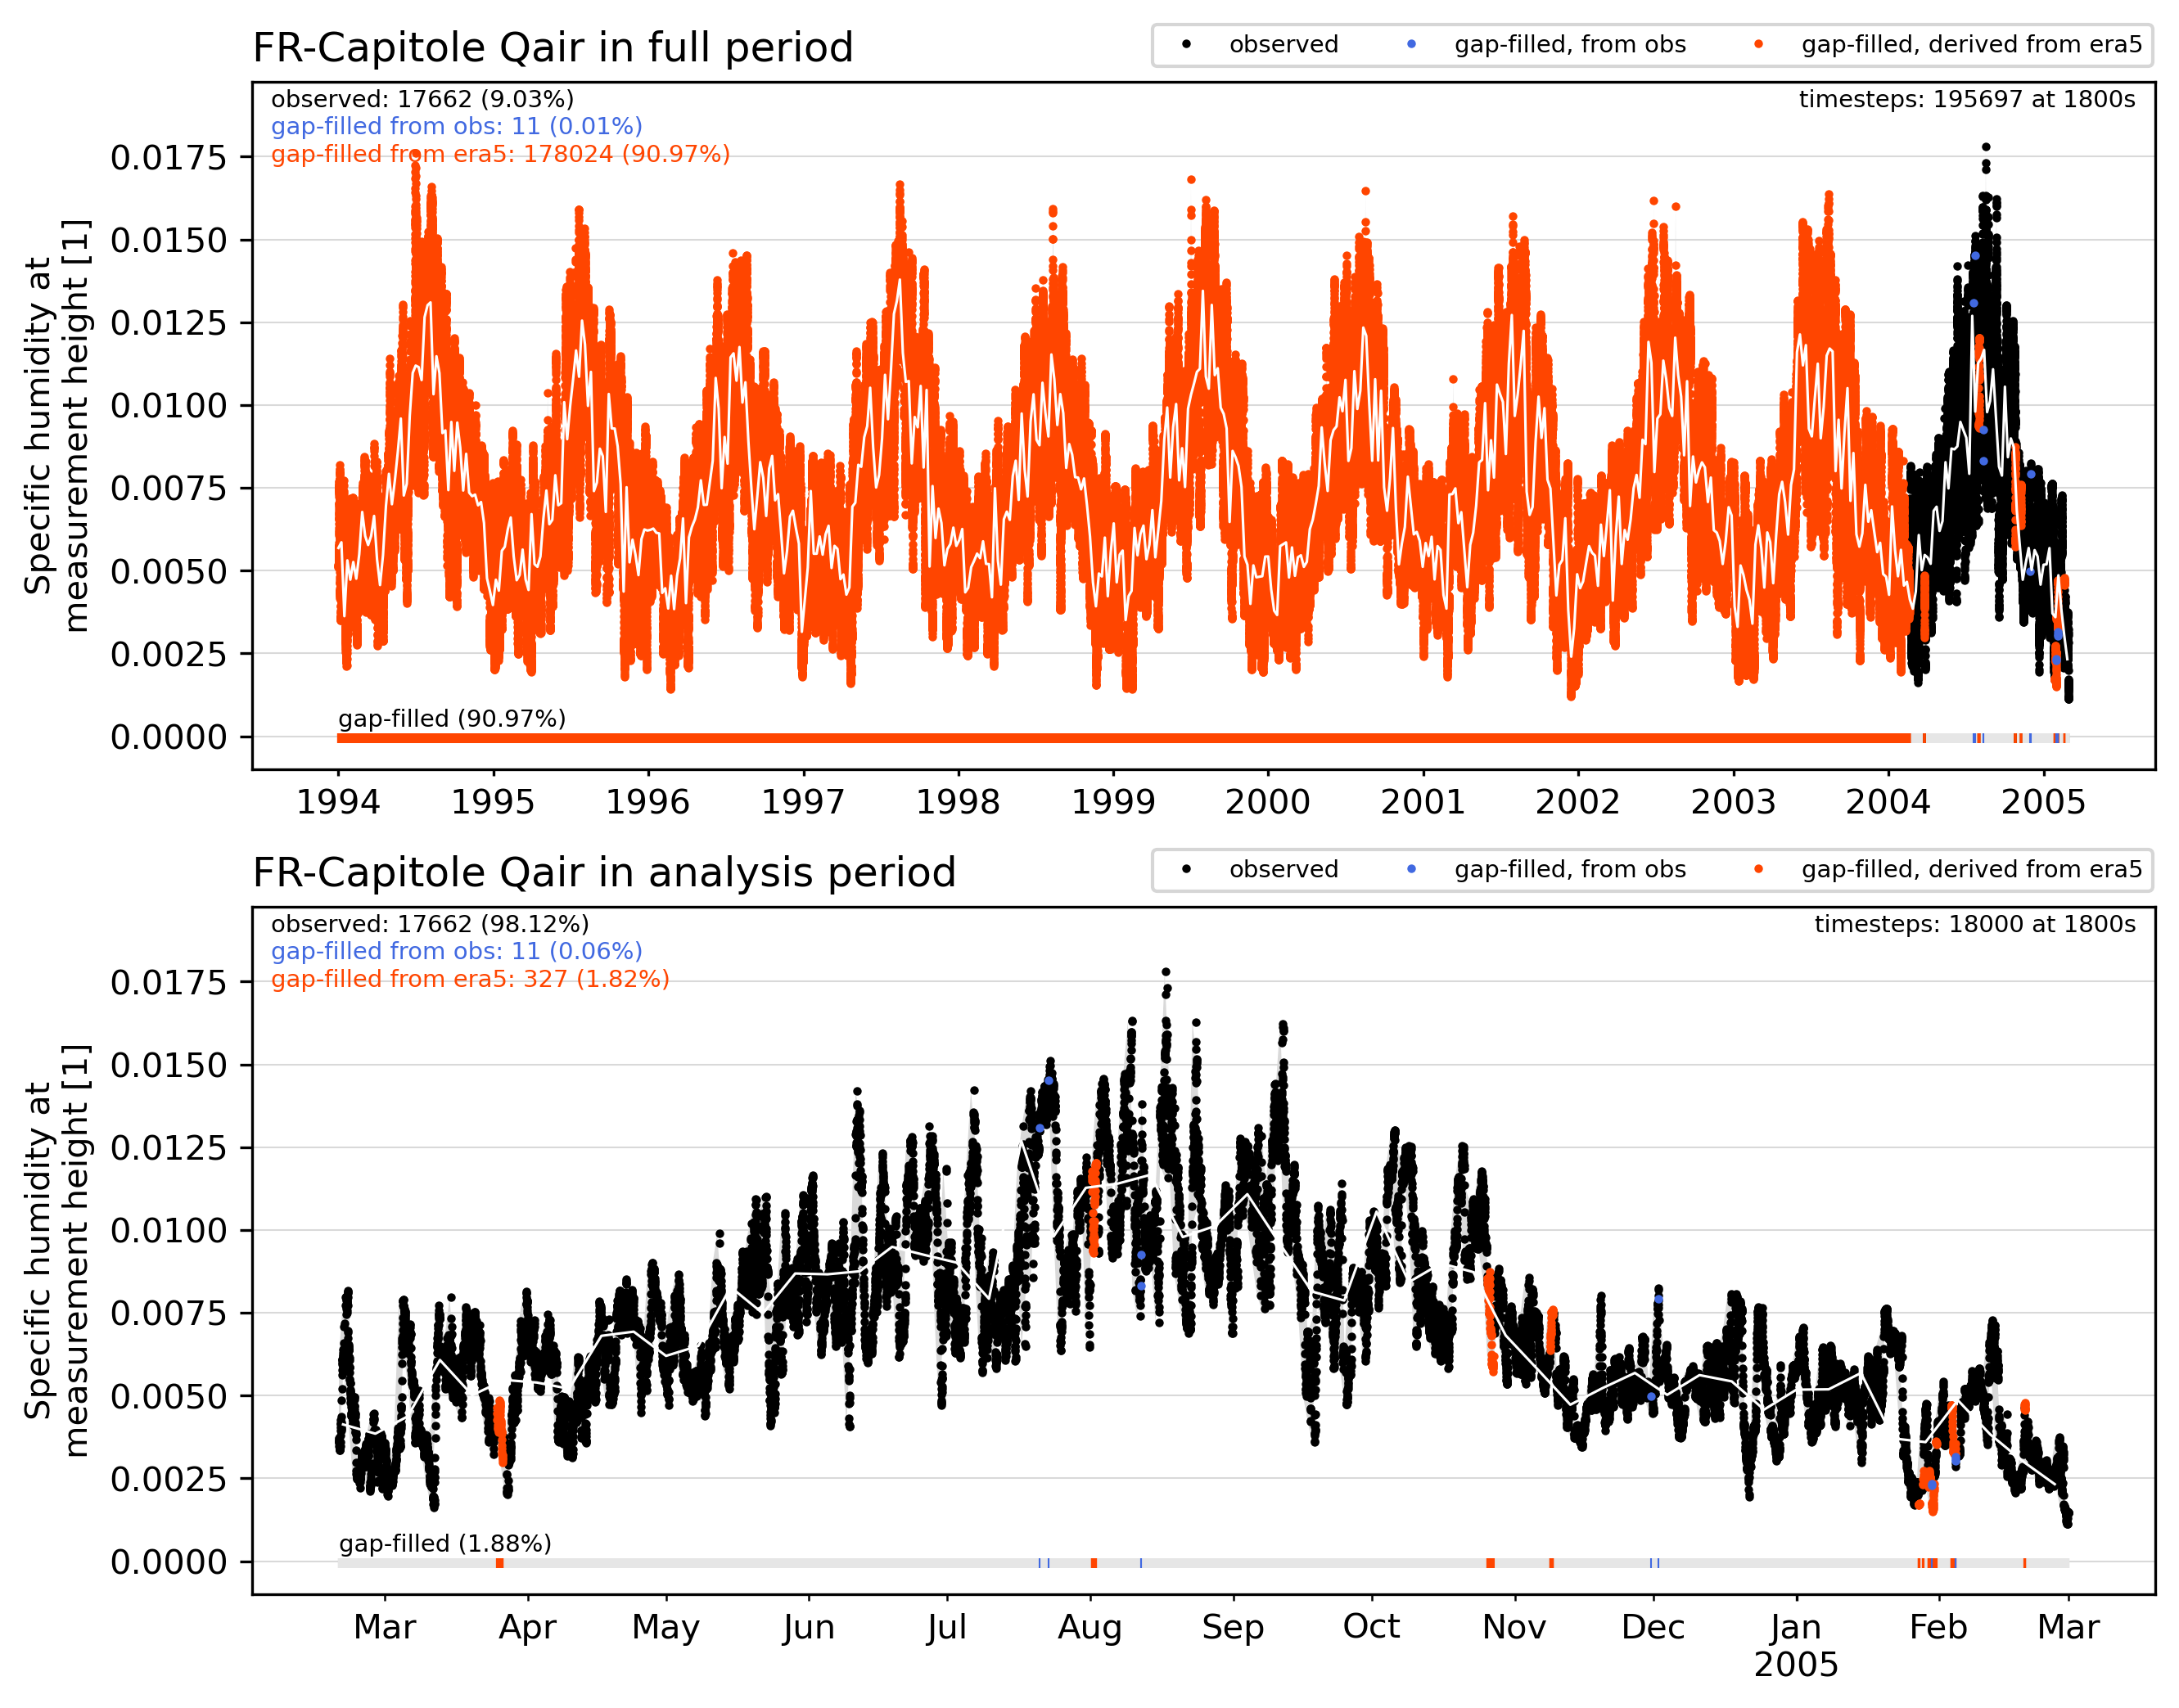 FR-Capitole Qair in full period
observed
gap-filled, from obs
gap-filled, derived from era5
observed: 17662 (9.03%)
timesteps: 195697 at 1800s
gap-filled from obs: 11 (0.01%)
gap-filled from era5: 178024 (90.97%)
Specific humidity at
measurement height [1]
0.0175
0.0150
0.0125
0.0100
0.0075
0.0050
0.0025
0.0000
gap-filled (90.97%)
1994 1995 1996 1997 1998 1999 2000 2001 2002 2003 2004 2005
FR-Capitole Qair in analysis period
observed
gap-filled, from obs
gap-filled, derived from era5
observed: 17662 (98.12%)
timesteps: 18000 at 1800s
gap-filled from obs: 11 (0.06%)
gap-filled from era5: 327 (1.82%)
Specific humidity at
measurement height [1]
0.0175
0.0150
0.0125
0.0100
0.0075
0.0050
0.0025
0.0000
gap-filled (1.88%)
Mar Apr May Jun Jul Aug Sep Oct Nov Dec Jan Feb Mar
2005